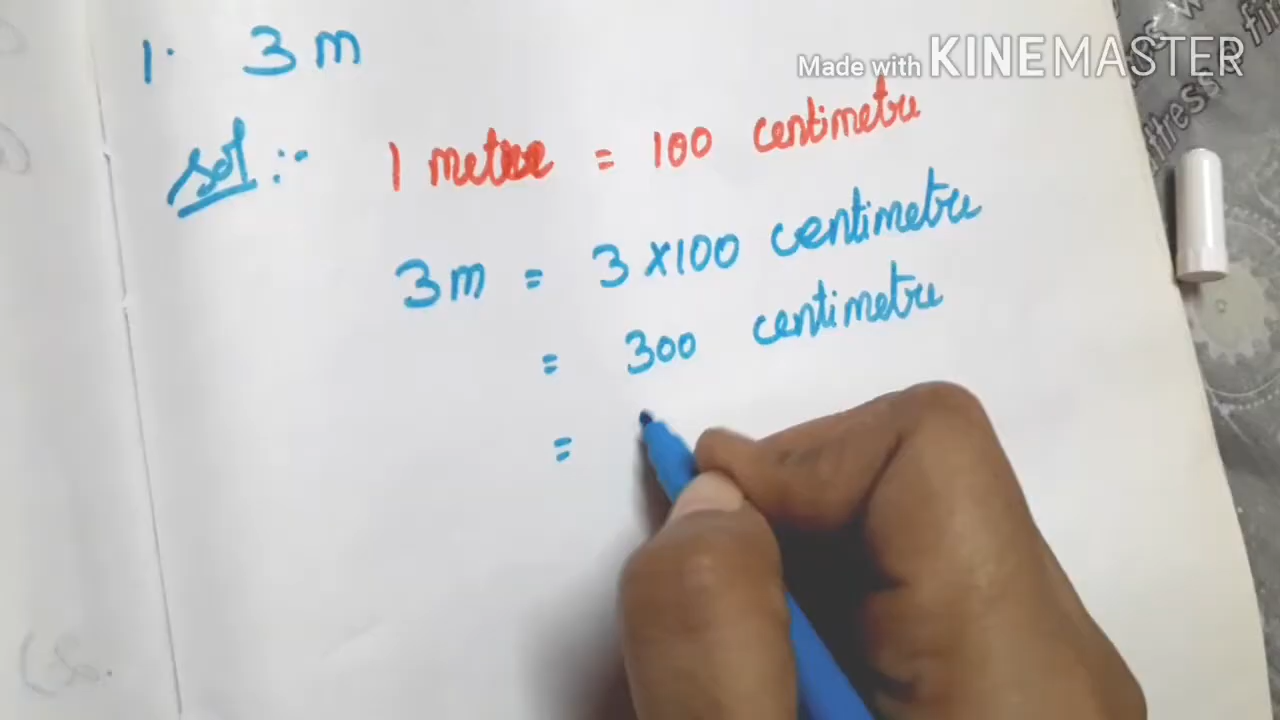 1. 3 m
Made with KINEMASTER
Sol :- 1 metre = 100 centimetre
3m = 3 x 100 centimetre
= 300 centimetre
=